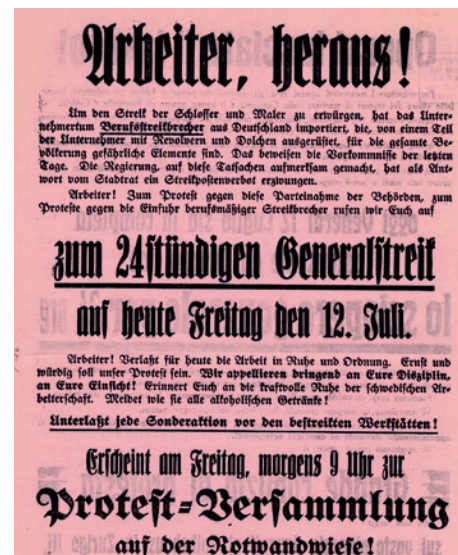 Arbeiter, heraus!
Um den Streik der Schlosser und Maler zu erwürgen, hat das Unter-
nehmertum Berufsstreikbrecher aus Deutschland importiert, die, von einem Teil
der Unternehmer mit Revolvern und Dolchen ausgerüstet, für die gesamte Be-
völkerung gefährliche Elemente sind. Das beweisen die Vorkommnisse der letzten
Tage. Die Regierung, auf diese Tatsachen aufmerksam gemacht, hat als Ant-
wort vom Stadtrat ein Streikpostenverbot erzwungen.
Arbeiter! Zum Protest gegen diese Parteinahme der Behörden, zum
Proteste gegen die Einfuhr berufsmäßiger Streikbrecher rufen wir Euch auf
zum 24stündigen Generalstreik
auf heute Freitag den 12. Juli.
Arbeiter! Verlaßt für heute die Arbeit in Ruhe und Ordnung. Ernst und
würdig soll unser Protest sein. Wir appellieren dringend an Eure Disziplin,
an Eure Einsicht! Erinnert Euch an die kraftvolle Ruhe der schwedischen Ar-
beiterschaft. Meidet wie sie alle alkoholischen Getränke!
Unterlaßt jede Sonderaktion vor den bestreikten Werkstätten!
Erscheint am Freitag, morgens 9 Uhr zur
Protest-Versammlung
auf der Rotwandwiese!